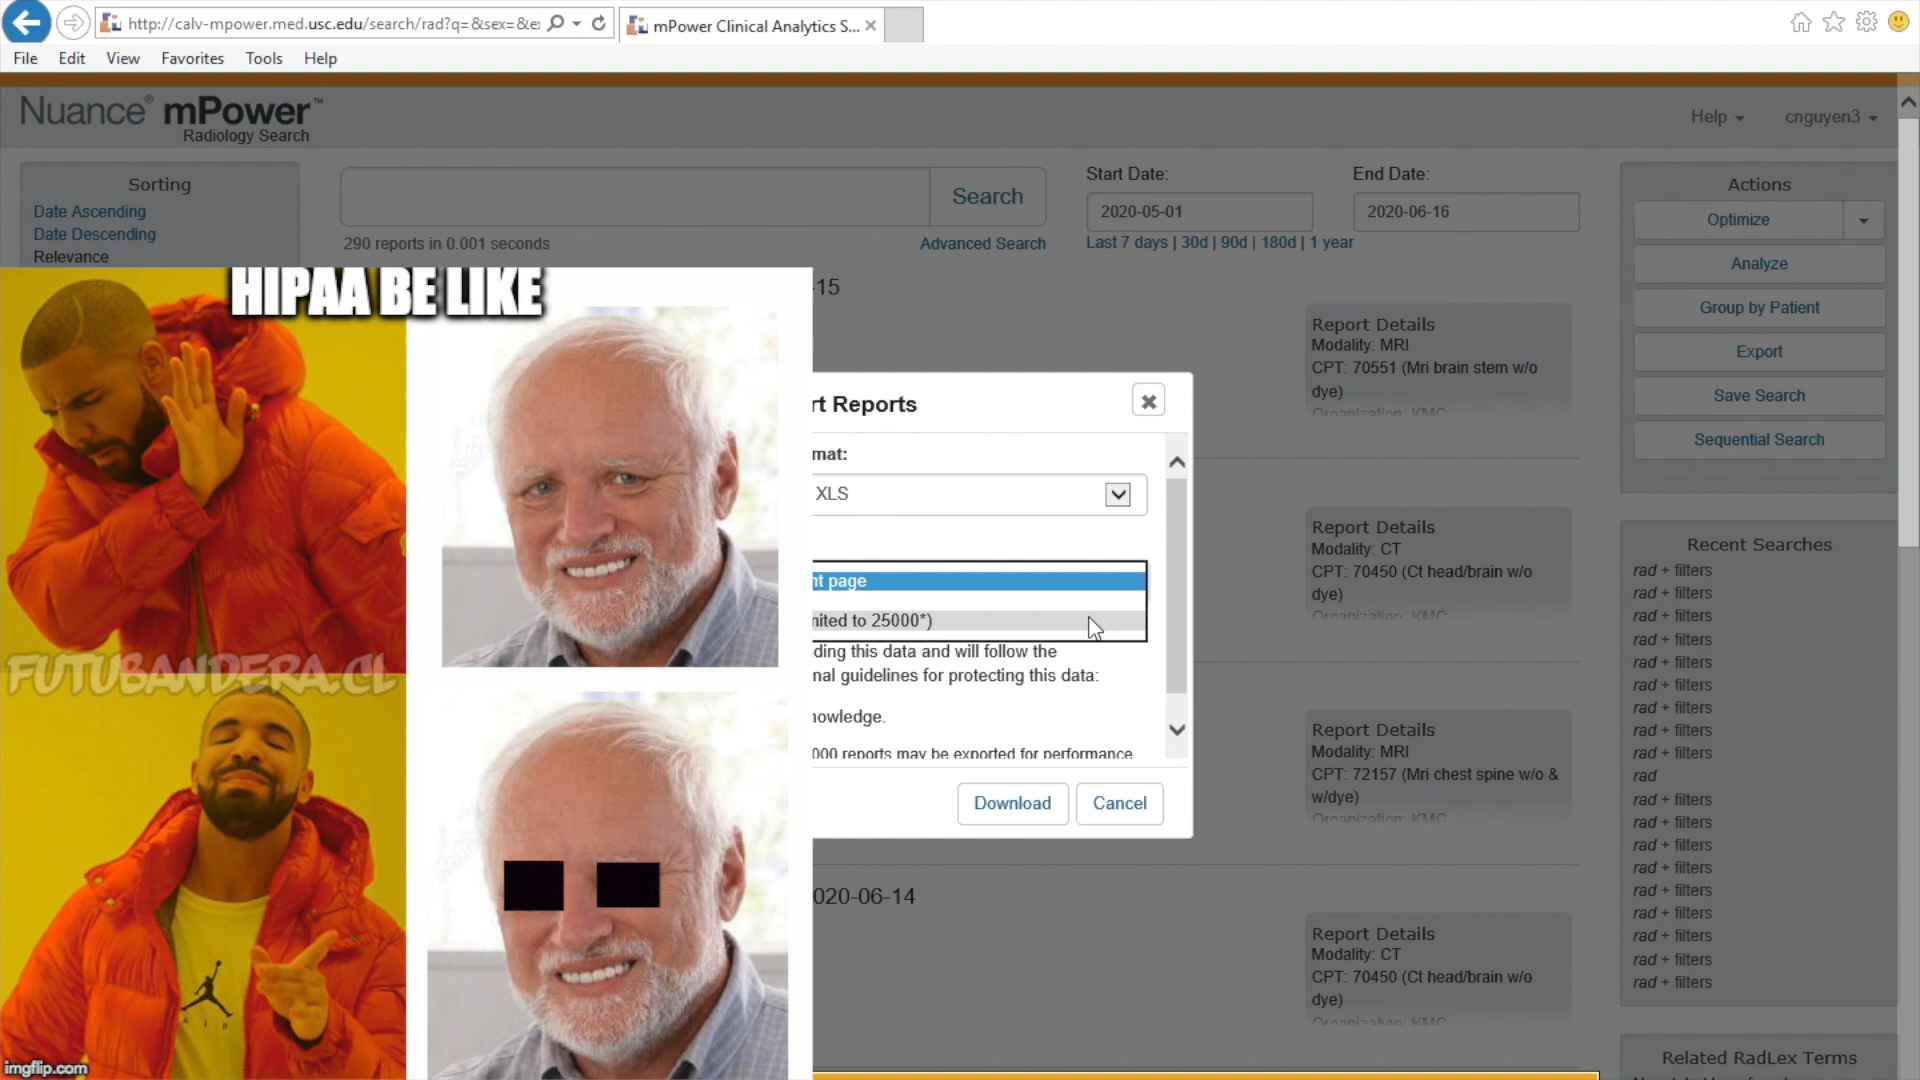 http://calv-mpower.med.usc.edu/search/rad?q=&sex=&e
mPower Clinical Analytics S...
File Edit View Favorites Tools Help
Nuance® mPower™
Radiology Search
Help
cnguyen3
Sorting
Date Ascending
Date Descending
Relevance
Search
290 reports in 0.001 seconds
Advanced Search
Start Date:
2020-05-01
End Date:
2020-06-16
Last 7 days | 30d | 90d | 180d | 1 year
Actions
Optimize
Analyze
Group by Patient
Export
Save Search
Sequential Search
HIPAA BE LIKE
FUTUBANDERA.CL
AIR
imgflip.com
-15
rt Reports
mat:
XLS
nt page
mited to 25000*)
ding this data and will follow the
nal guidelines for protecting this data:
nowledge.
000 reports may be exported for performance
Download
Cancel
020-06-14
Report Details
Modality: MRI
CPT: 70551 (Mri brain stem w/o
dye)
Organization: KMC
Report Details
Modality: CT
CPT: 70450 (Ct head/brain w/o
dye)
Organization: KMC
Report Details
Modality: MRI
CPT: 72157 (Mri chest spine w/o &
w/dye)
Organization: KMC
Report Details
Modality: CT
CPT: 70450 (Ct head/brain w/o
dye)
Organization: KMC
Recent Searches
rad + filters
rad + filters
rad + filters
rad + filters
rad + filters
rad + filters
rad + filters
rad + filters
rad + filters
rad
rad + filters
rad + filters
rad + filters
rad + filters
rad + filters
rad + filters
rad + filters
rad + filters
rad + filters
Related RadLex Terms